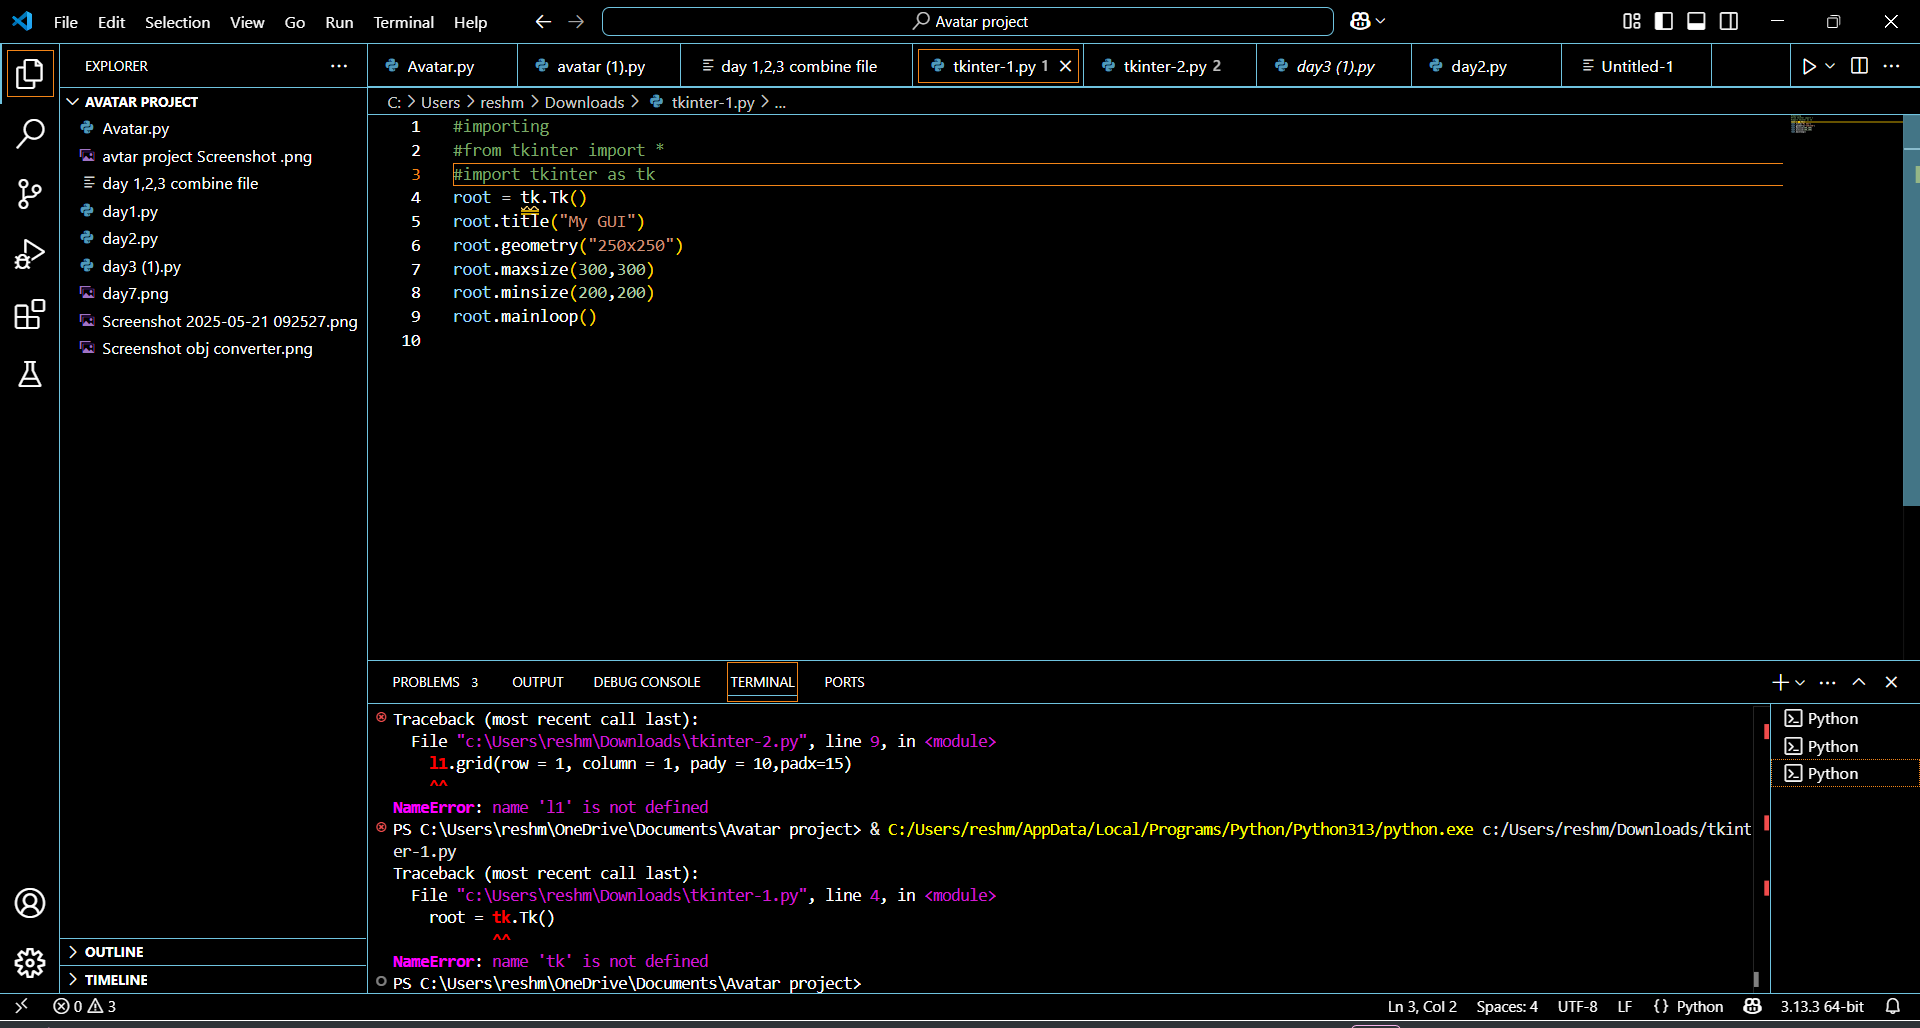 File Edit Selection View Go Run Terminal Help
Avatar project
EXPLORER
AVATAR PROJECT
Avatar.py
avtar project Screenshot .png
day 1,2,3 combine file
day1.py
day2.py
day3 (1).py
day7.png
Screenshot 2025-05-21 092527.png
Screenshot obj converter.png
OUTLINE
TIMELINE
Avatar.py avatar (1).py day 1,2,3 combine file tkinter-1.py 1 tkinter-2.py 2 day3 (1).py day2.py Untitled-1
C: > Users > reshm > Downloads > tkinter-1.py > ...
1 #importing
2 #from tkinter import *
3 #import tkinter as tk
4 root = tk.Tk()
5 root.title("My GUI")
6 root.geometry("250x250")
7 root.maxsize(300,300)
8 root.minsize(200,200)
9 root.mainloop()
10
PROBLEMS 3 OUTPUT DEBUG CONSOLE TERMINAL PORTS
Traceback (most recent call last):
File "c:\Users\reshm\Downloads\tkinter-2.py", line 9, in <module>
l1.grid(row = 1, column = 1, pady = 10,padx=15)
^^
NameError: name 'l1' is not defined
PS C:\Users\reshm\OneDrive\Documents\Avatar project> & C:/Users/reshm/AppData/Local/Programs/Python/Python313/python.exe c:/Users/reshm/Downloads/tkint
er-1.py
Traceback (most recent call last):
File "c:\Users\reshm\Downloads\tkinter-1.py", line 4, in <module>
root = tk.Tk()
^^
NameError: name 'tk' is not defined
PS C:\Users\reshm\OneDrive\Documents\Avatar project>
Python
Python
Python
0 3 Ln 3, Col 2 Spaces: 4 UTF-8 LF {} Python 3.13.3 64-bit